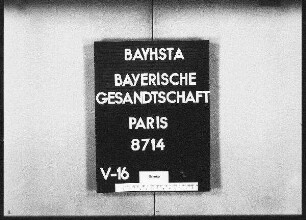 BAYHSTA
BAYERISCHE
GESANDTSCHAFT
PARIS
8714
V-16